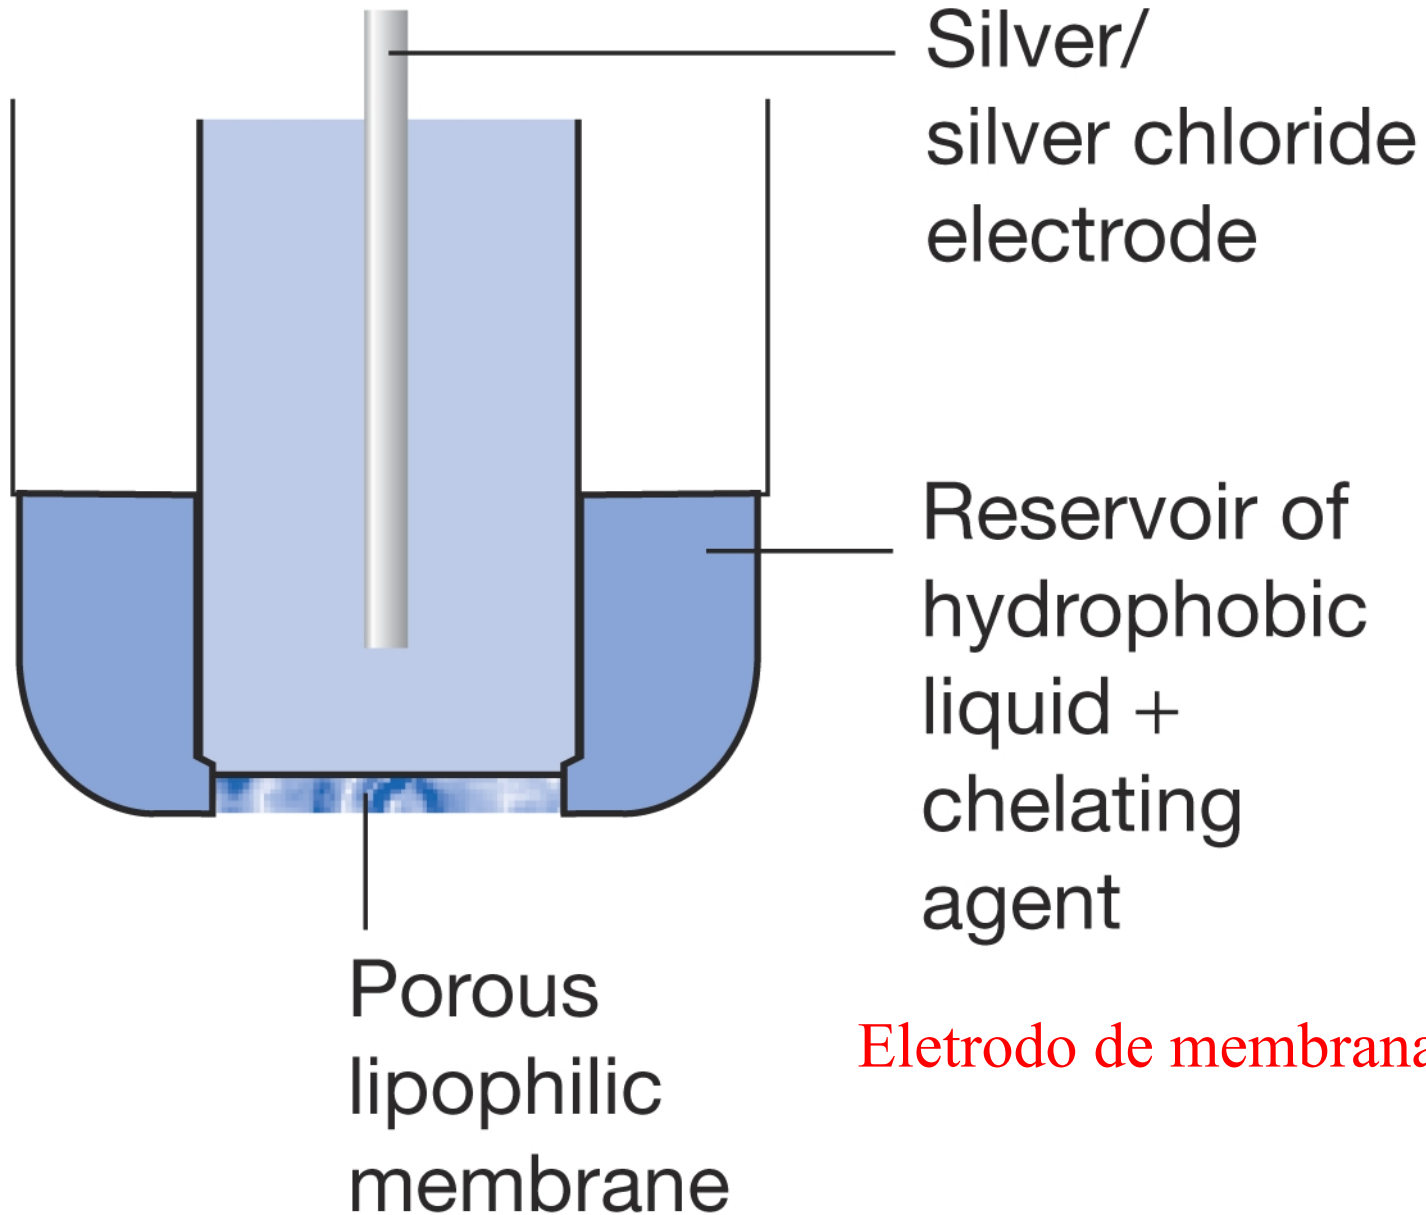 Silver/
silver chloride
electrode
Reservoir of
hydrophobic
liquid +
chelating
agent
Porous
lipophilic
membrane
Eletrodo de membrana